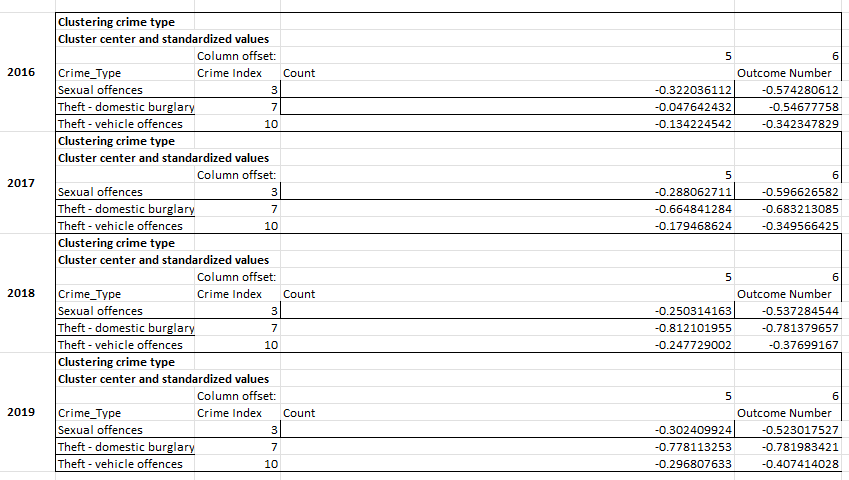 Clustering crime type
Cluster center and standardized values
Column offset: 5 6
2016 Crime_Type Crime Index Count Outcome Number
Sexual offences 3 -0.322036112 -0.574280612
Theft - domestic burglary 7 -0.047642432 -0.54677758
Theft - vehicle offences 10 -0.134224542 -0.342347829
Clustering crime type
Cluster center and standardized values
Column offset: 5 6
2017
Sexual offences 3 -0.288062711 -0.596626582
Theft - domestic burglary 7 -0.664841284 -0.683213085
Theft - vehicle offences 10 -0.179468624 -0.349566425
Clustering crime type
Cluster center and standardized values
Column offset: 5 6
2018 Crime_Type Crime Index Count Outcome Number
Sexual offences 3 -0.250314163 -0.537284544
Theft - domestic burglary 7 -0.812101955 -0.781379657
Theft - vehicle offences 10 -0.247729002 -0.37699167
Clustering crime type
Cluster center and standardized values
Column offset: 5 6
2019 Crime_Type Crime Index Count Outcome Number
Sexual offences 3 -0.302409924 -0.523017527
Theft - domestic burglary 7 -0.778113253 -0.781983421
Theft - vehicle offences 10 -0.296807633 -0.407414028